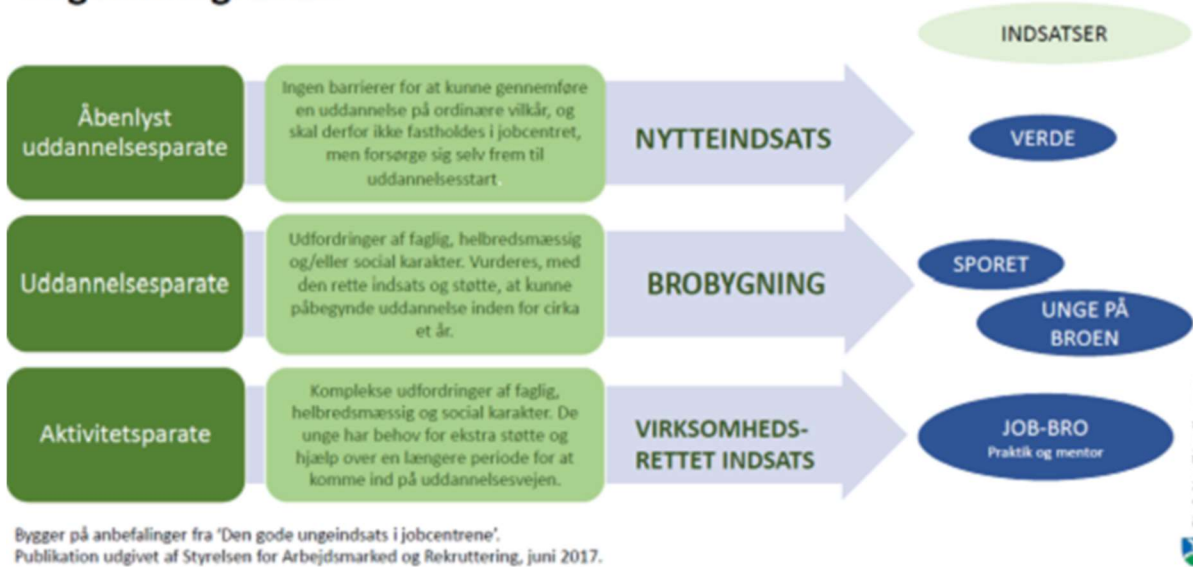 INDSATSER
Åbenlyst
uddannelsesparate
Ingen barrierer for at kunne gennemføre
en uddannelse på ordinære vilkår, og
skal derfor ikke fastholdes i jobcentret,
men forsørge sig selv frem til
uddannelsesstart.
NYTTEINDSATS
VERDE
Uddannelsesparate
Udfordringer af faglig, helbredsmæssig
og/eller social karakter. Vurderes, med
den rette indsats og støtte, at kunne
påbegynde uddannelse inden for cirka
et år.
BROBYGNING
SPORET
UNGE PÅ
BROEN
Aktivitetsparate
Komplekse udfordringer af faglig,
helbredsmæssig og social karakter. De
unge har behov for ekstra støtte og
hjælp over en længere periode for at
komme ind på uddannelsesvejen.
VIRKSOMHEDS-
RETTET INDSATS
JOB-BRO
Praktik og mentor
Bygger på anbefalinger fra 'Den gode ungeindsats i jobcentrene'.
Publikation udgivet af Styrelsen for Arbejdsmarked og Rekruttering, juni 2017.